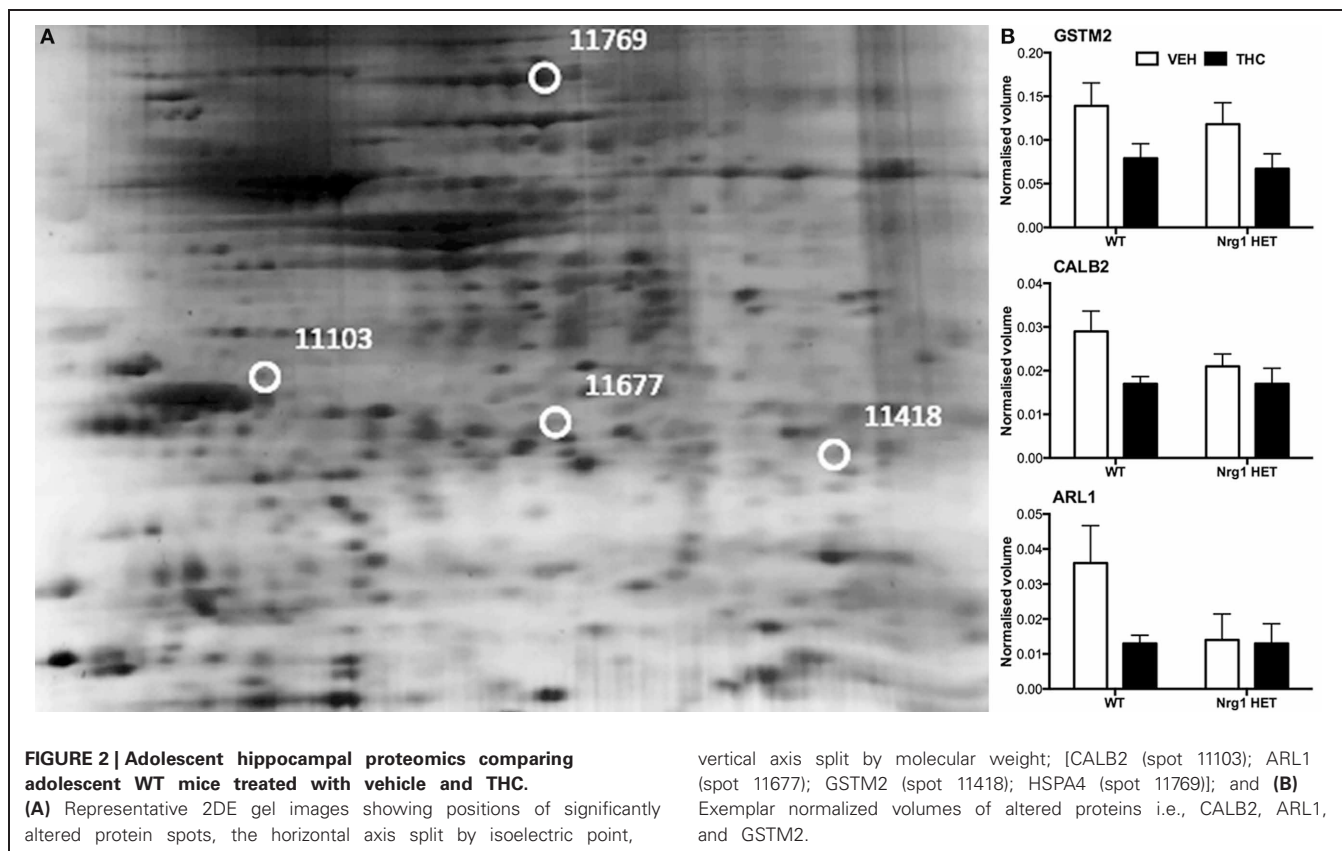 A
11769
11103
11677
11418
B
GSTM2
VEH THC
Normalised volume
0.20
0.15
0.10
0.05
0.00
WT Nrg1 HET
CALB2
Normalised volume
0.04
0.03
0.02
0.01
0.00
WT Nrg1 HET
ARL1
Normalised volume
0.05
0.04
0.03
0.02
0.01
0.00
WT Nrg1 HET
FIGURE 2 | Adolescent hippocampal proteomics comparing
adolescent WT mice treated with vehicle and THC.
(A) Representative 2DE gel images showing positions of significantly
altered protein spots, the horizontal axis split by isoelectric point,
vertical axis split by molecular weight; [CALB2 (spot 11103); ARL1
(spot 11677); GSTM2 (spot 11418); HSPA4 (spot 11769)]; and (B)
Exemplar normalized volumes of altered proteins i.e., CALB2, ARL1,
and GSTM2.